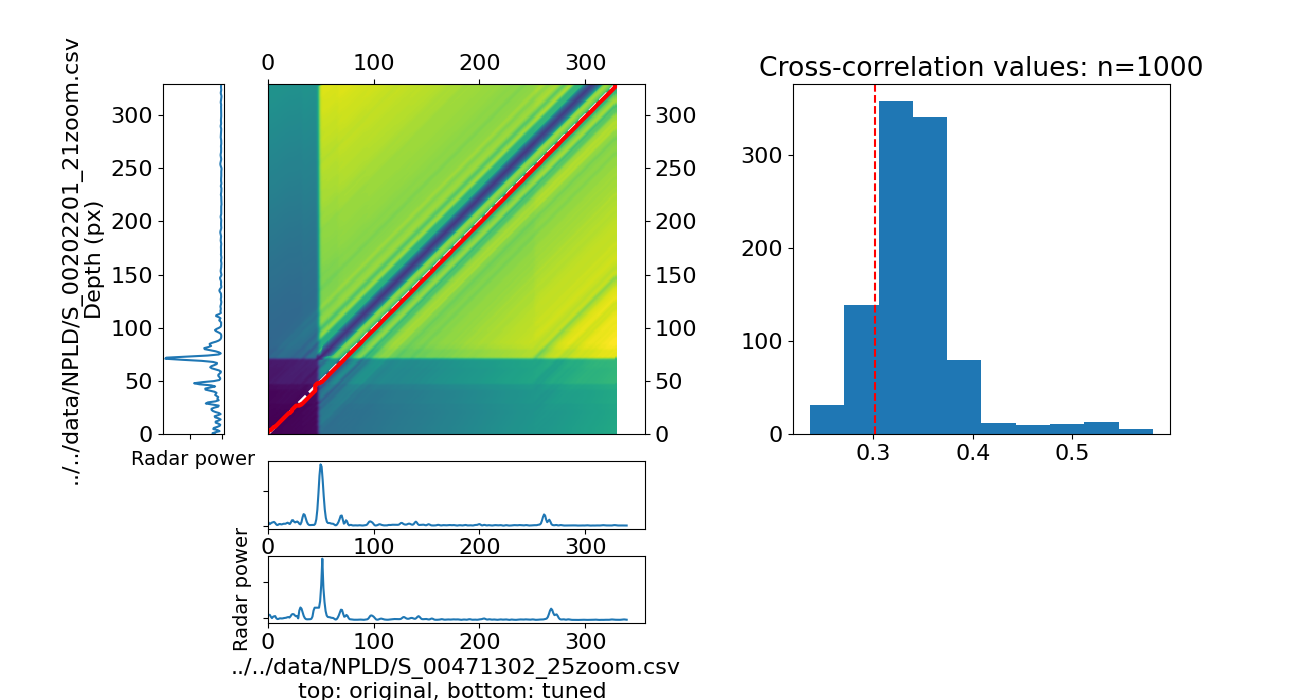 Cross-correlation values: n=1000
0 100 200 300
../../data/NPLD/S_00202201_21zoom.csv
Depth (px)
300
250
200
150
100
50
0
300
250
200
150
100
50
0
Radar power
300
200
100
0
0.3 0.4 0.5
0 100 200 300
Radar power
0 100 200 300
../../data/NPLD/S_00471302_25zoom.csv
top: original, bottom: tuned